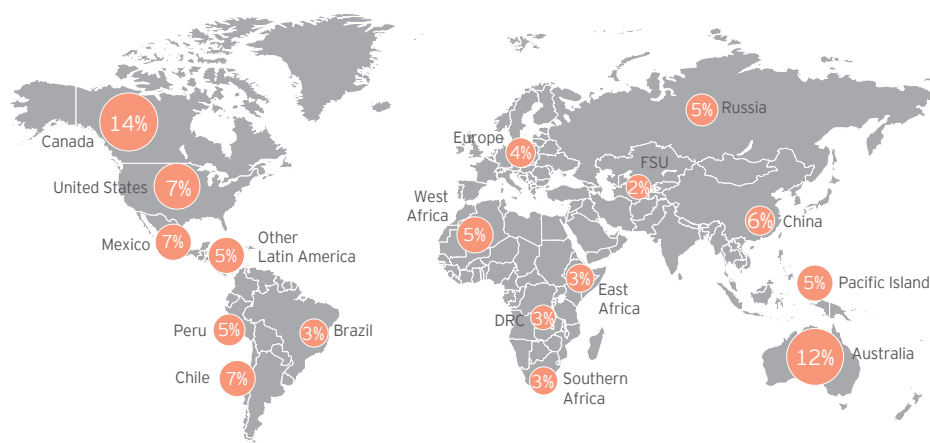 14%
Canada
United States
7%
Mexico
7%
Other
Latin America
5%
Peru
5%
3%
Brazil
Chile
7%
Europe
4%
5%
Russia
FSU
2%
West
Africa
5%
6%
China
3%
East
Africa
DRC
3%
3%
Southern
Africa
5%
Pacific Island
12%
Australia